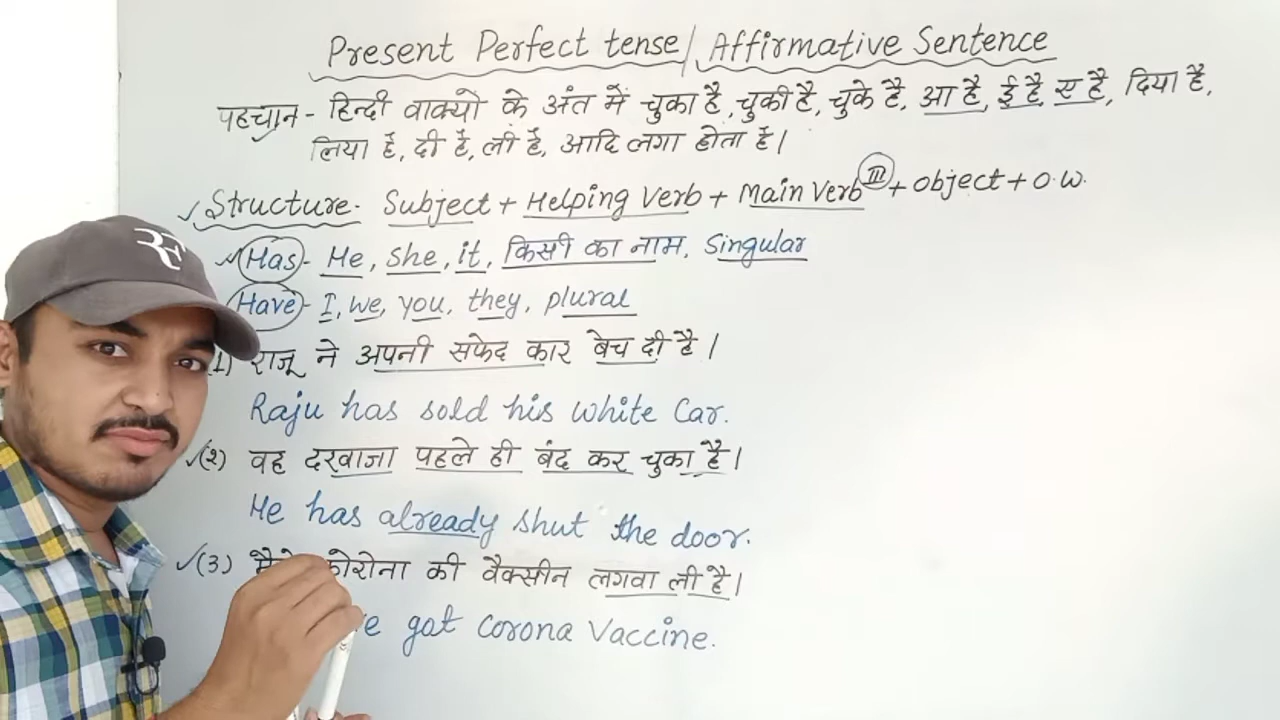 Present Perfect tense/Affirmative Sentence
पहचान - हिन्दी वाक्यो के अंत में चुका है, चुकी है, चुके है, आ है, ई है, ए है, दिया है,
लिया है, दी है, ली है, आदि लगा होता है।
Structure- Subject + Helping Verb + Main Verb III + Object + O.W.
Has - He, She, it, किसी का नाम, Singular
Have - I, we, you, they, plural
1) राजू ने अपनी सफेद कार बेच दी है।
Raju has sold his white Car.
(2) वह दरवाजा पहले ही बंद कर चुका है।
He has already shut the door.
(3) कोरोना की वैक्सीन लगवा ली है।
got Corona Vaccine.
RF